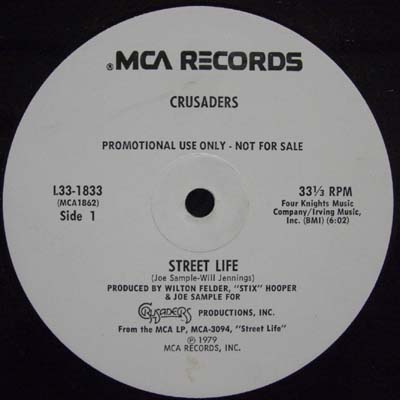 ®MCA RECORDS
CRUSADERS
PROMOTIONAL USE ONLY - NOT FOR SALE
L33-1833
(MCA1862)
Side 1
33⅓ RPM
Four Knights Music
Company/Irving Music,
Inc. (BMI) (6:02)
STREET LIFE
(Joe Sample-Will Jennings)
PRODUCED BY WILTON FELDER, "STIX" HOOPER
& JOE SAMPLE FOR
CRUSADERS PRODUCTIONS, INC.
From the MCA LP, MCA-3094, "Street Life"
℗ 1979
MCA RECORDS, INC.